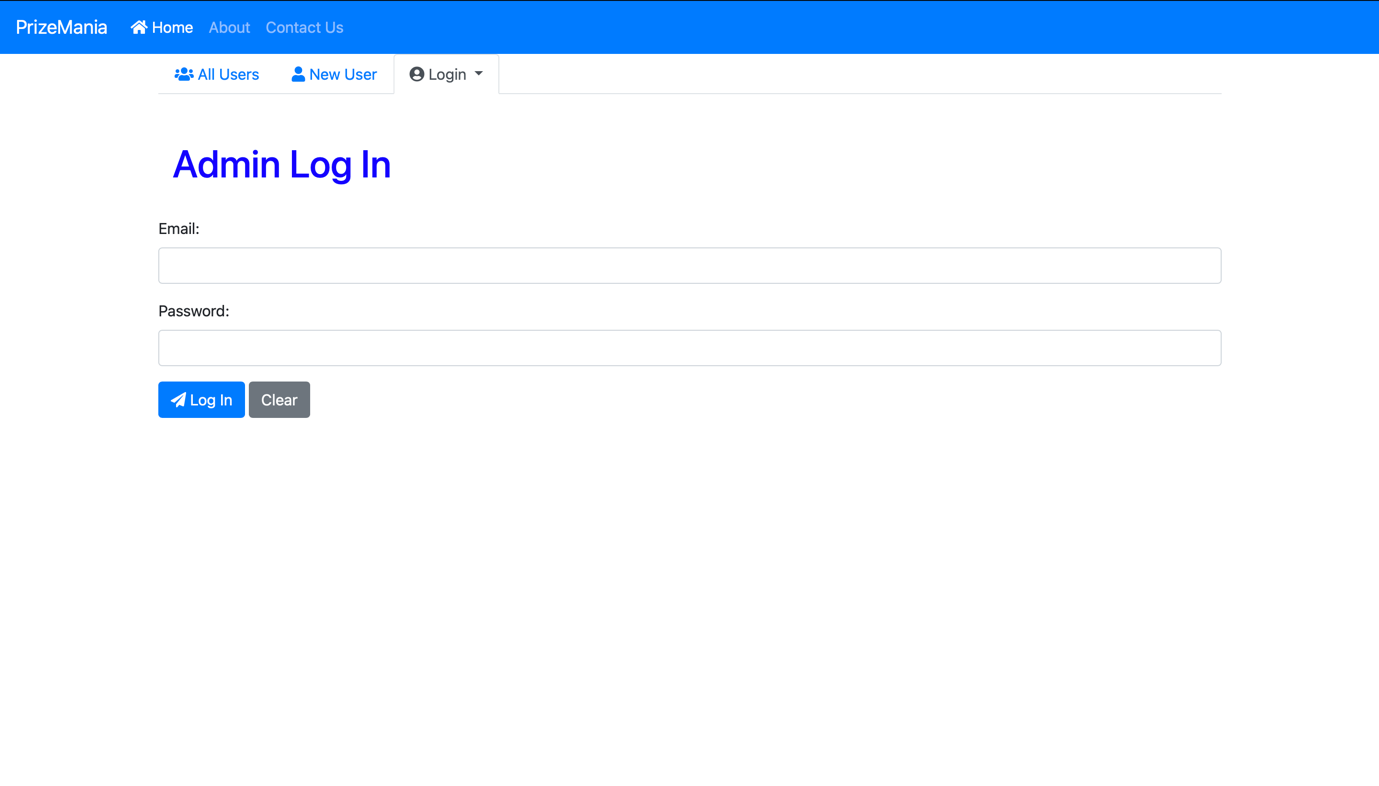 PrizeMania Home About Contact Us
All Users New User Login
Admin Log In
Email:
Password:
Log In Clear